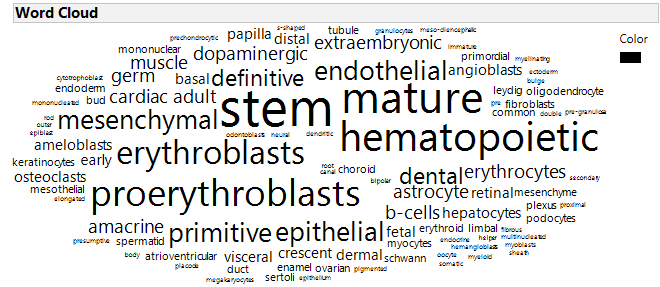 Word Cloud
Color
s-shaped
prechondrocytic
papilla
tubule
granulocytes
meso-diencephalic
mononuclear
distal
extraembryonic
immature
muscle
dopaminergic
primordial
myelinating
cytotrophoblast
germ
basal
definitive
endothelial
angioblasts
ectoderm
bulge
endoderm
mononucleated
bud
cardiac
adult
stem
mature
leydig
oligodendrocyte
pre
fibroblasts
common
double
pre-granulosa
rod
outer
epiblast
mesenchymal
odontoblasts
neural
dendritic
hematopoietic
ameloblasts
keratinocytes
early
erythroblasts
root
canal
choroid
bipolar
dental
erythrocytes
secondary
osteoclasts
mesothelial
elongated
proerythroblasts
astrocyte
retinal
mesenchyme
plexus
proximal
b-cells
hepatocytes
podocytes
amacrine
presumptive
spermatid
primitive
epithelial
fetal
erythroid
limbal
fibrous
myocytes
endocrine
helper
multinucleated
hemangioblasts
myoblasts
body
atrioventricular
placode
visceral
crescent
dermal
schwann
oocyte
myeloid
sheath
somatic
duct
enamel
ovarian
pigmented
megakaryocytes
sertoli
epithelium